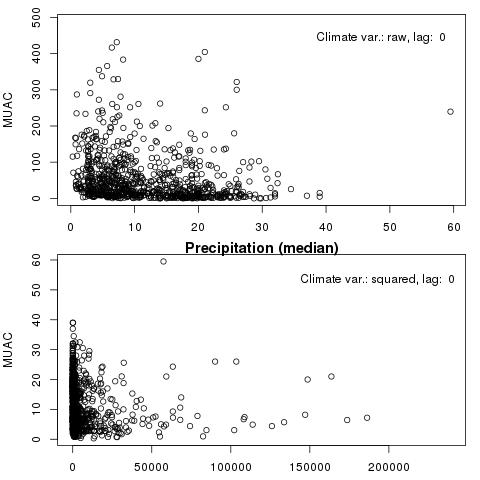 500
400
300
200
100
0
MUAC
Climate var.: raw, lag: 0
0 10 20 30 40 50 60
Precipitation (median)
60
50
40
30
20
10
0
MUAC
Climate var.: squared, lag: 0
0 50000 100000 150000 200000